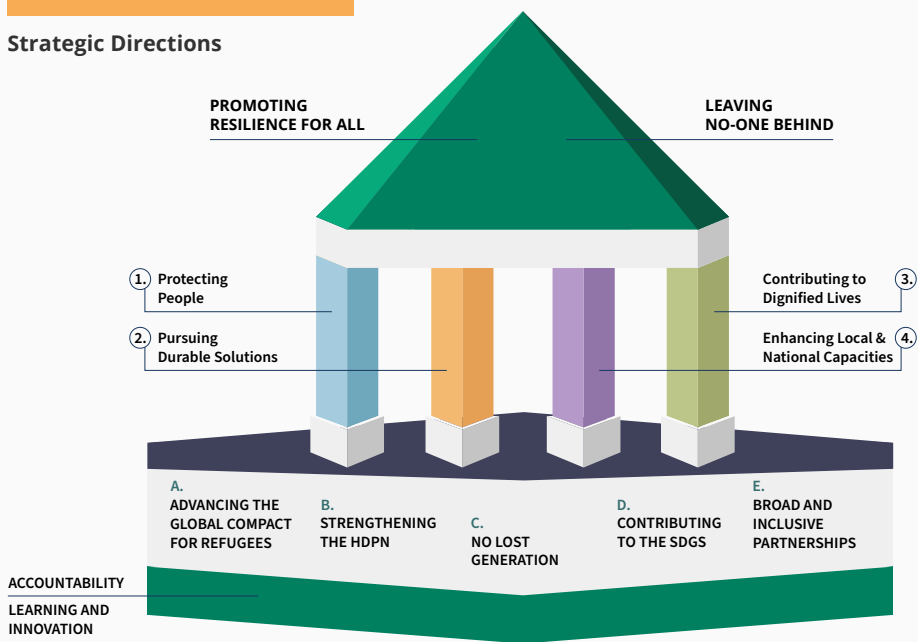 Strategic Directions
PROMOTING
RESILIENCE FOR ALL
LEAVING
NO-ONE BEHIND
1. Protecting
People
2. Pursuing
Durable Solutions
Contributing to 3.
Dignified Lives
Enhancing Local & 4.
National Capacities
A.
ADVANCING THE
GLOBAL COMPACT
FOR REFUGEES
B.
STRENGTHENING
THE HDPN
C.
NO LOST
GENERATION
D.
CONTRIBUTING
TO THE SDGS
E.
BROAD AND
INCLUSIVE
PARTNERSHIPS
ACCOUNTABILITY
LEARNING AND
INNOVATION